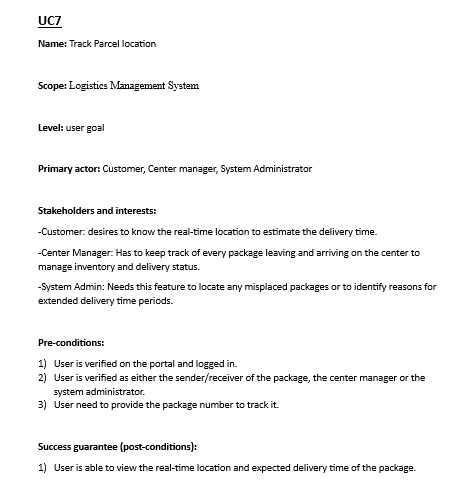 UC7
Name: Track Parcel location
Scope: Logistics Management System
Level: user goal
Primary actor: Customer, Center manager, System Administrator
Stakeholders and interests:
-Customer: desires to know the real-time location to estimate the delivery time.
-Center Manager: Has to keep track of every package leaving and arriving on the center to
manage inventory and delivery status.
-System Admin: Needs this feature to locate any misplaced packages or to identify reasons for
extended delivery time periods.
Pre-conditions:
1) User is verified on the portal and logged in.
2) User is verified as either the sender/receiver of the package, the center manager or the
system administrator.
3) User need to provide the package number to track it.
Success guarantee (post-conditions):
1) User is able to view the real-time location and expected delivery time of the package.